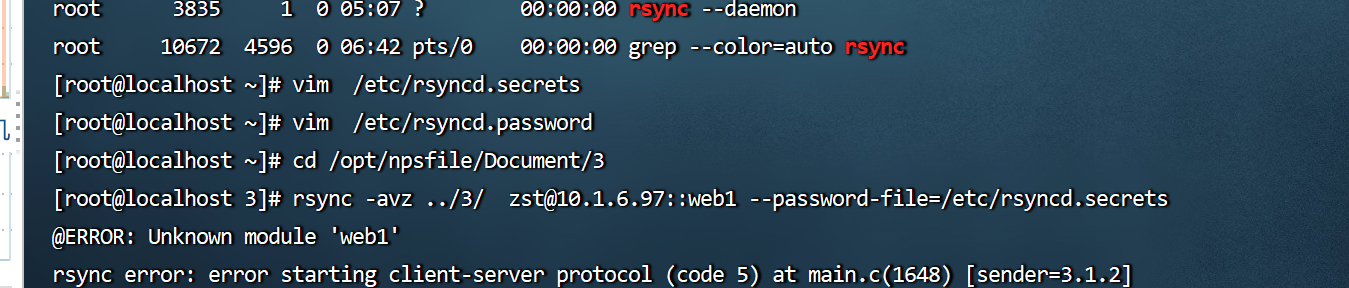 root      3835     1  0 05:07 ?        00:00:00 rsync --daemon
root     10672  4596  0 06:42 pts/0    00:00:00 grep --color=auto rsync
[root@localhost ~]# vim  /etc/rsyncd.secrets
[root@localhost ~]# vim  /etc/rsyncd.password
[root@localhost ~]# cd /opt/npsfile/Document/3
[root@localhost 3]# rsync -avz ../3/  zst@10.1.6.97::web1 --password-file=/etc/rsyncd.secrets
@ERROR: Unknown module 'web1'
rsync error: error starting client-server protocol (code 5) at main.c(1648) [sender=3.1.2]